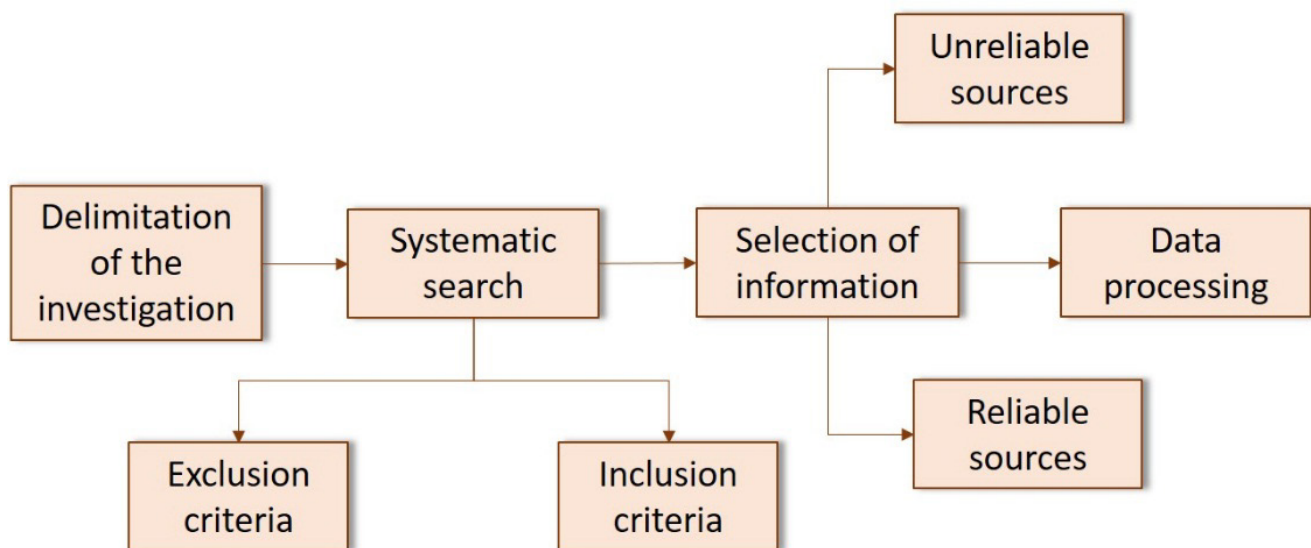 Unreliable
sources
Delimitation
of the
investigation
Systematic
search
Selection of
information
Data
processing
Reliable
sources
Exclusion
criteria
Inclusion
criteria